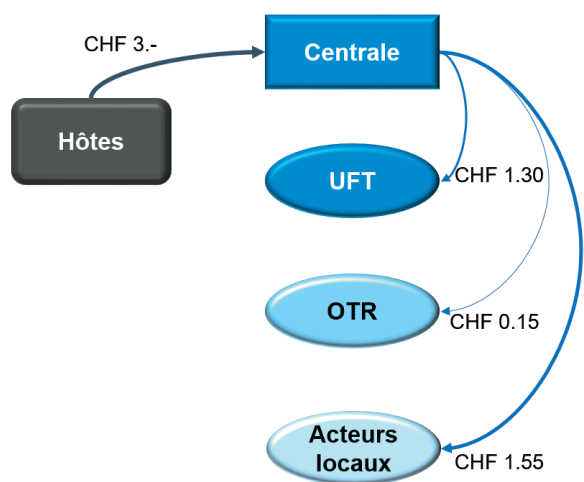 CHF 3.-
Centrale
Hôtes
UFT
CHF 1.30
OTR
CHF 0.15
Acteurs
locaux
CHF 1.55